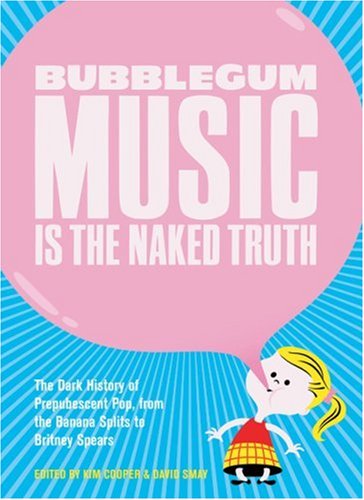 BUBBLEGUM
MUSIC
IS THE NAKED TRUTH
The Dark History of
Prepubescent Pop, from
the Banana Splits to
Britney Spears
EDITED BY KIM COOPER & DAVID SMAY